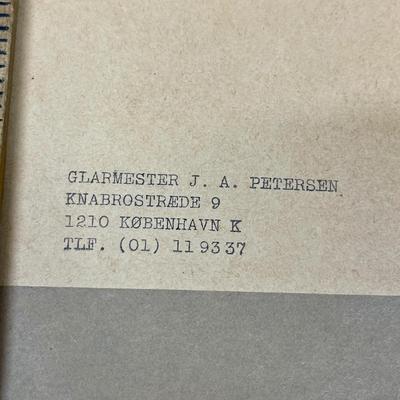 GLARMESTER J. A. PETERSEN
KNABROSTRÆDE 9
1210 KØBENHAVN K
TLF. (01) 11 93 37